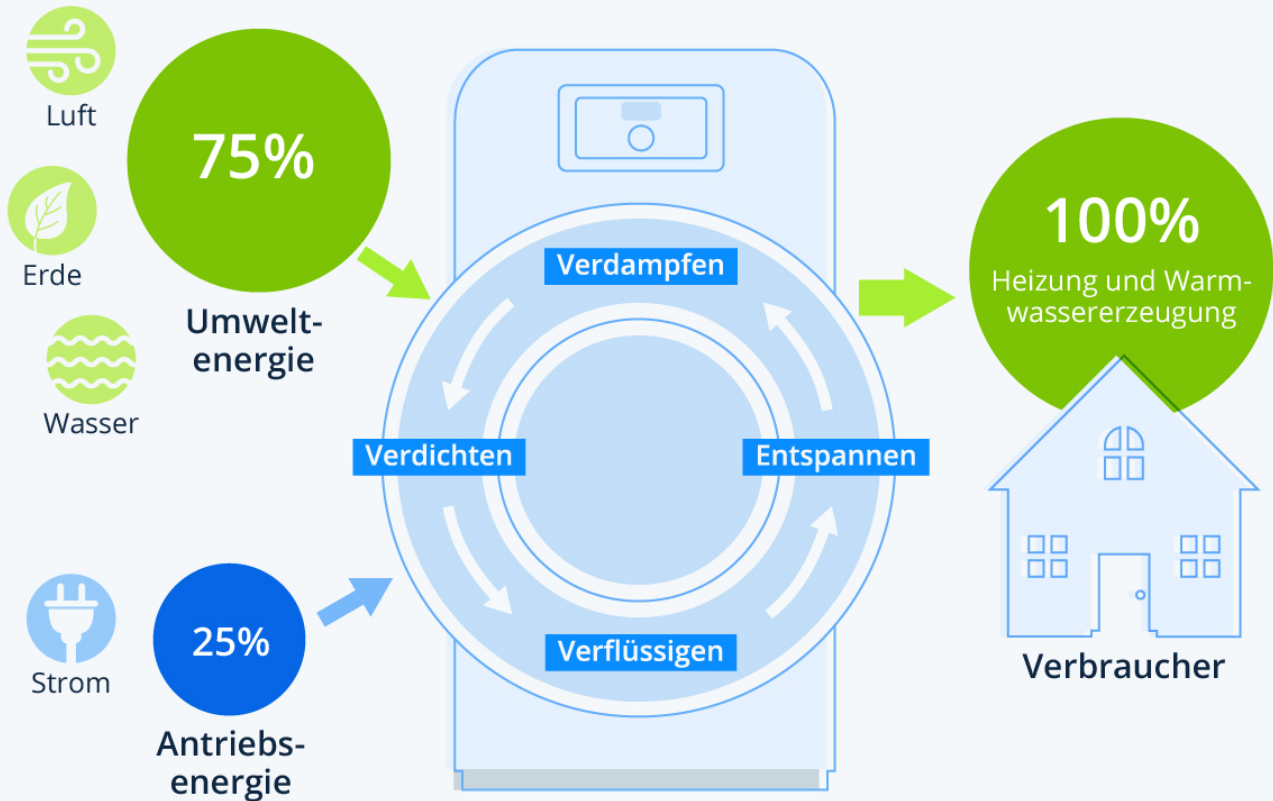 Luft
75%
Erde
Umwelt-
energie
Wasser
Strom
25%
Antriebs-
energie
Verdampfen
Verdichten
Entspannen
Verflüssigen
100%
Heizung und Warm-
wassererzeugung
Verbraucher